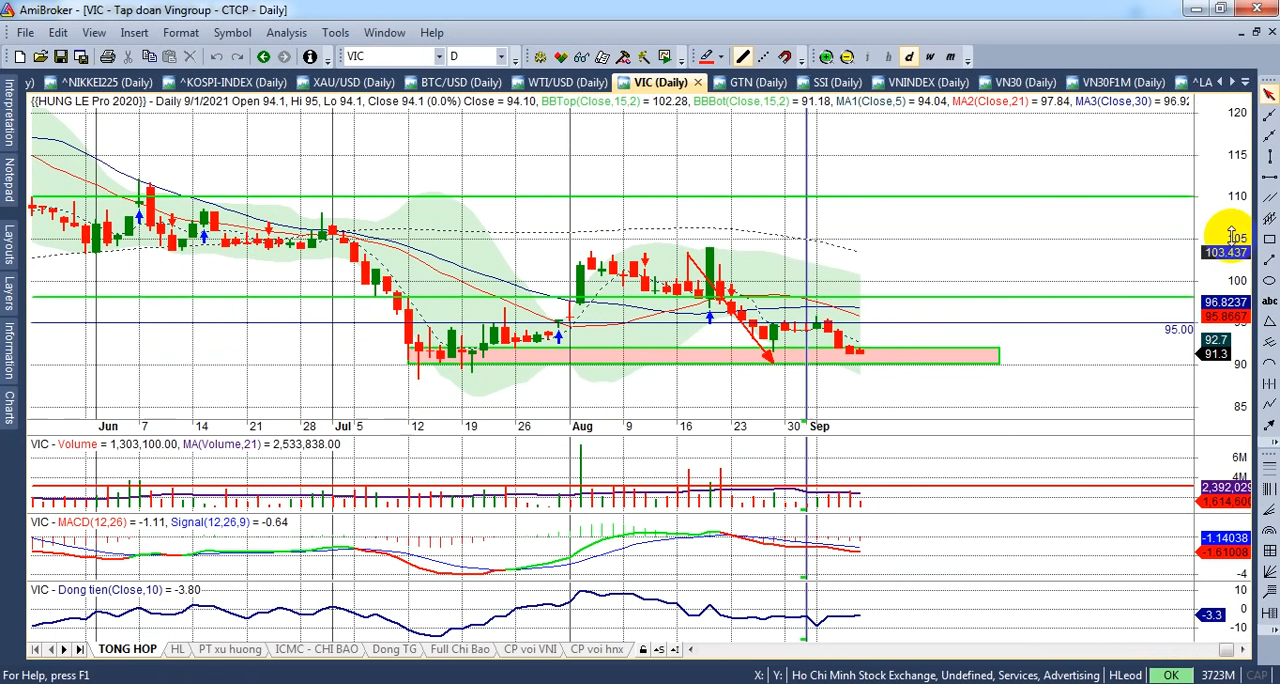 AmiBroker - [VIC - Tap doan Vingroup - CTCP - Daily]
File Edit View Insert Format Symbol Analysis Tools Window Help
VIC D i h d w m
y) ^NIKKEI225 (Daily) ^KOSPI-INDEX (Daily) XAU/USD (Daily) BTC/USD (Daily) WTI/USD (Daily) VIC (Daily) GTN (Daily) SSI (Daily) VNINDEX (Daily) VN30 (Daily) VN30F1M (Daily) ^LA
{{HUNG LE Pro 2020}} - Daily 9/1/2021 Open 94.1, Hi 95, Lo 94.1, Close 94.1 (0.0%) Close = 94.10, BBTop(Close,15,2) = 102.28, BBBot(Close,15,2) = 91.18, MA1(Close,5) = 94.04, MA2(Close,21) = 97.84, MA3(Close,30) = 96.92
Interpretation
Notepad
Layouts
Layers
Information
Charts
120
115
110
105
103.437
100
96.8237
95.8667
95
95.00
92.7
91.3
90
85
Jun 7 14 21 28 Jul 5 12 19 26 Aug 9 16 23 30 Sep
abc
VIC - Volume = 1,303,100.00, MA(Volume,21) = 2,533,838.00
6M
4M
2,392,029
1,614,600
VIC - MACD(12,26) = -1.11, Signal(12,26,9) = -0.64
-1.14038
-1.61008
-4
VIC - Dong tien(Close,10) = -3.80
10
0
-3.3
-10
TONG HOP HL PT xu huong ICMC - CHI BAO Dong TG Full Chi Bao CP voi VNI CP voi hnx
For Help, press F1 X: Y: Ho Chi Minh Stock Exchange, Undefined, Services, Advertising HLeod OK 3723M CAP